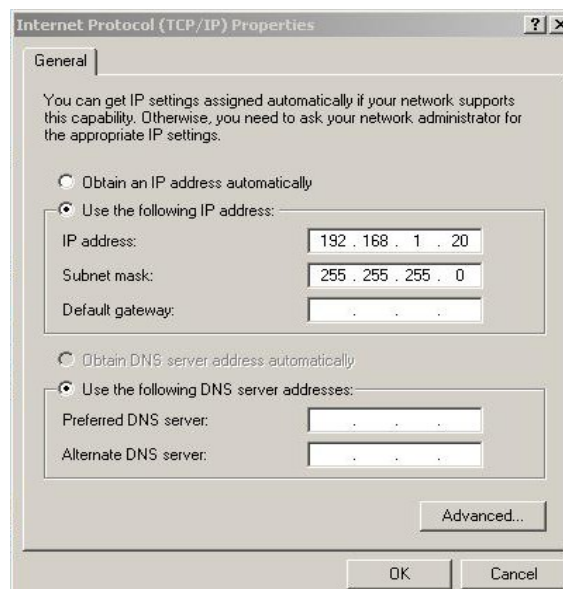 Internet Protocol (TCP/IP) Properties
General
You can get IP settings assigned automatically if your network supports
this capability. Otherwise, you need to ask your network administrator for
the appropriate IP settings.
Obtain an IP address automatically
Use the following IP address:
IP address: 192 . 168 . 1 . 20
Subnet mask: 255 . 255 . 255 . 0
Default gateway: . . .
Obtain DNS server address automatically
Use the following DNS server addresses:
Preferred DNS server: . . .
Alternate DNS server: . . .
Advanced...
OK Cancel